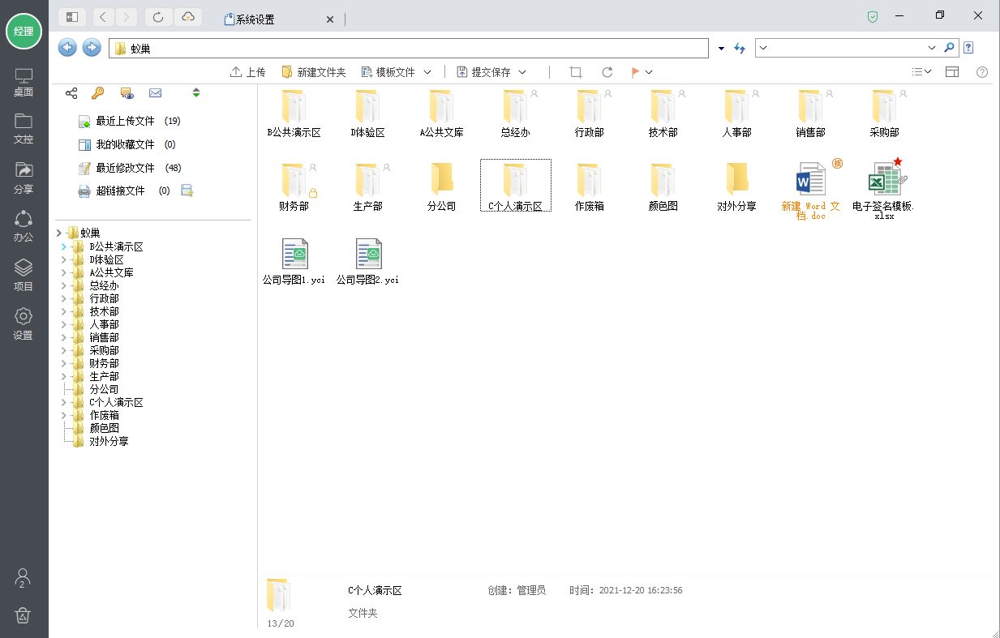 系统设置
经理
桌面
文控
分享
办公
项目
设置
2
蚁巢
上传
新建文件夹
模板文件
提交保存
最近上传文件 (19)
我的收藏文件 (0)
最近修改文件 (48)
超链接文件 (0)
蚁巢
B公共演示区
D体验区
A公共文库
总经办
行政部
技术部
人事部
销售部
采购部
财务部
生产部
分公司
C个人演示区
作废箱
颜色图
对外分享
B公共演示区 D体验区 A公共文库 总经办 行政部 技术部 人事部 销售部 采购部
核
财务部 生产部 分公司 C个人演示区 作废箱 颜色图 对外分享 新建 Word 文 电子签名模板.
档.doc xlsx
公司导图1.yci 公司导图2.yci
C个人演示区 创建: 管理员 时间: 2021-12-20 16:23:56
文件夹
13/20